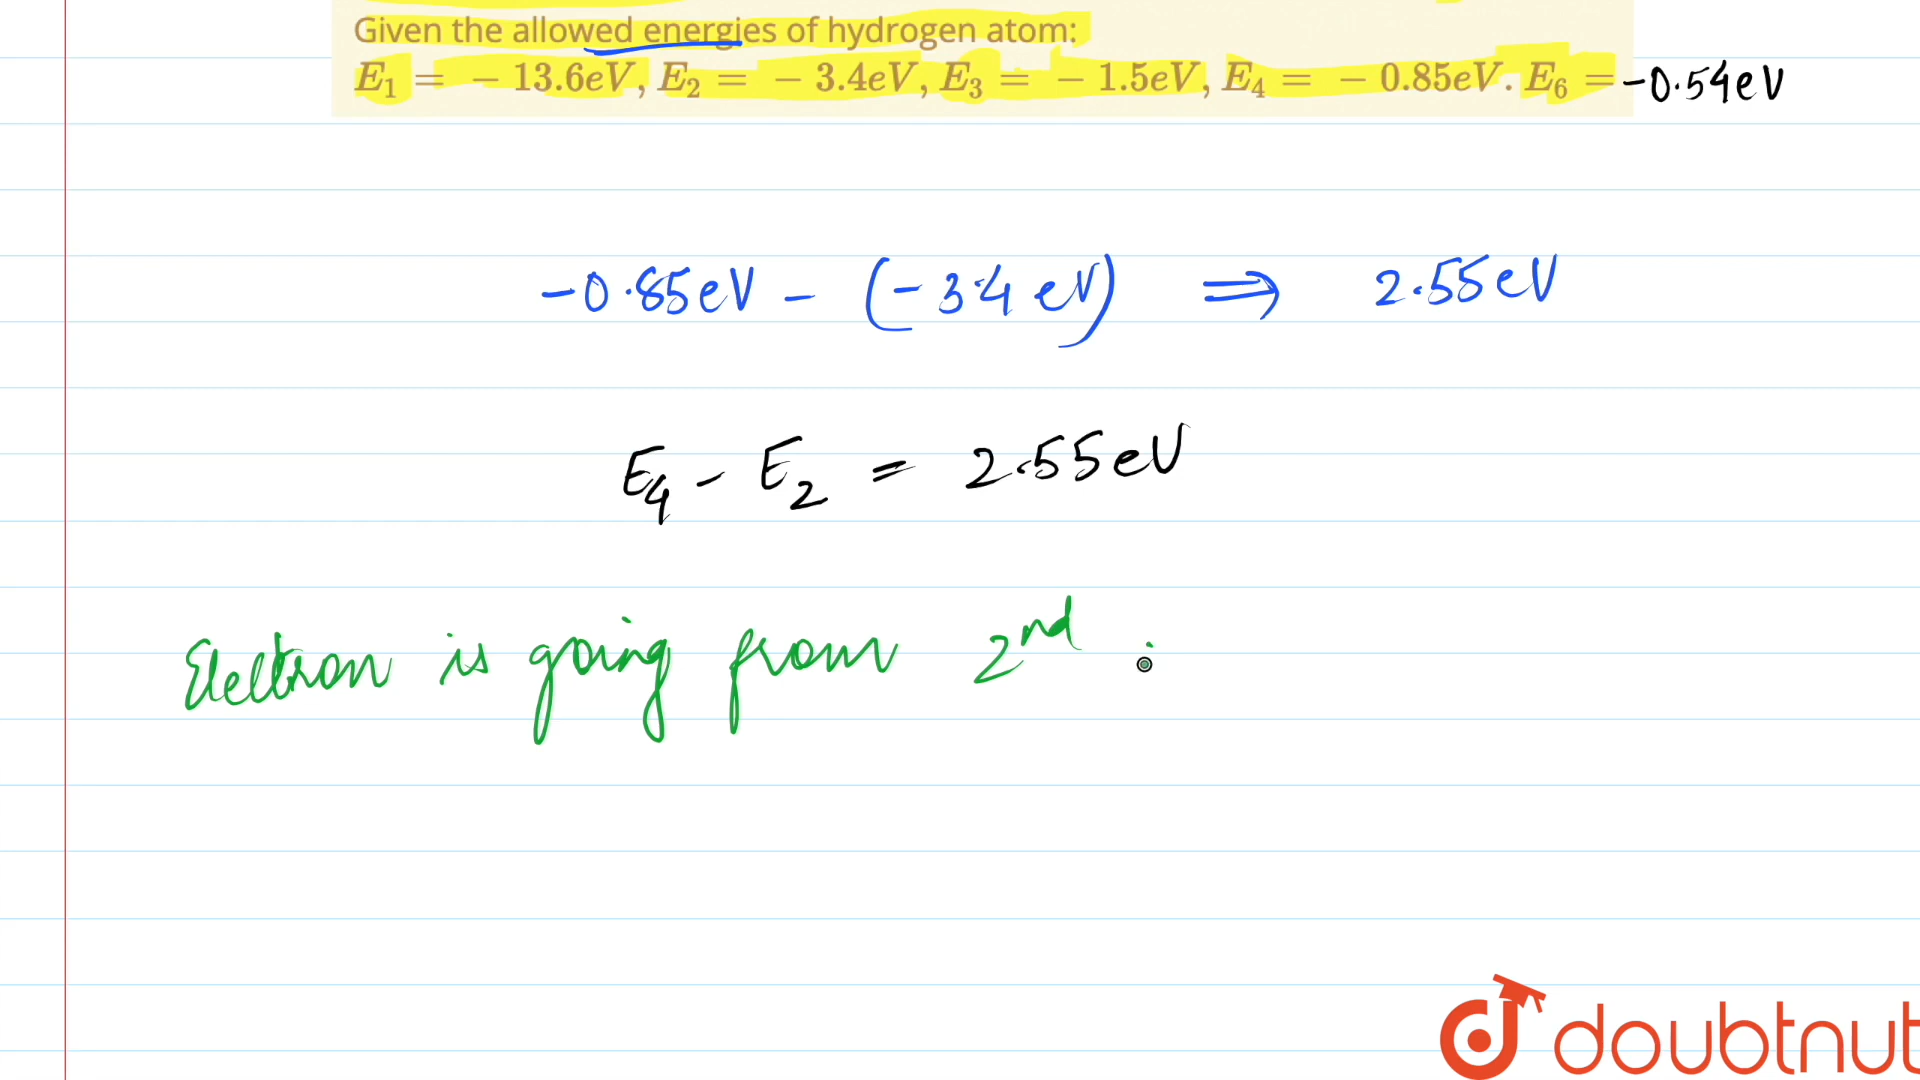 Given the allowed energies of hydrogen atom:
E₁ = − 13.6eV, E₂ = − 3.4eV, E₃ = − 1.5eV, E₄ = − 0.85eV. E₆ = -0.54eV
-0.85eV - (-3.4 eV) ⇒ 2.55eV
E₄ - E₂ = 2.55eV
Electron is going from 2nd
doubtnut